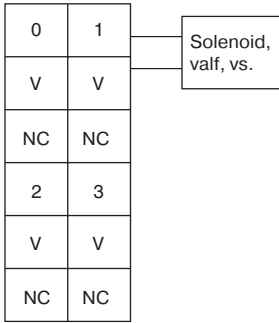 0 1
Solenoid,
valf, vs.
V V
NC NC
2 3
V V
NC NC